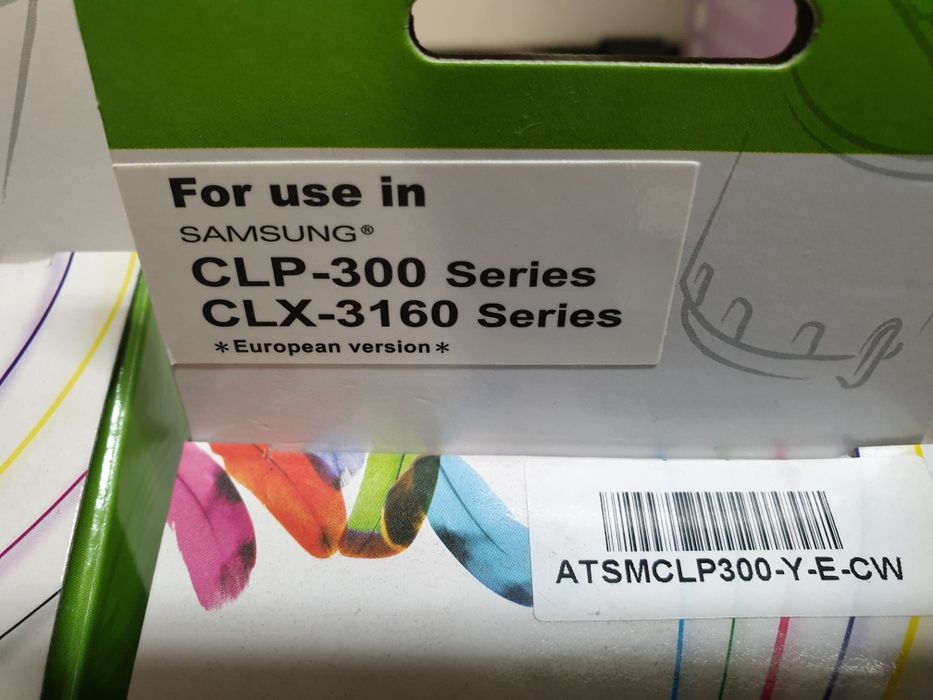 For use in
SAMSUNG®
CLP-300 Series
CLX-3160 Series
*European version*
ATSMCLP300-Y-E-CW